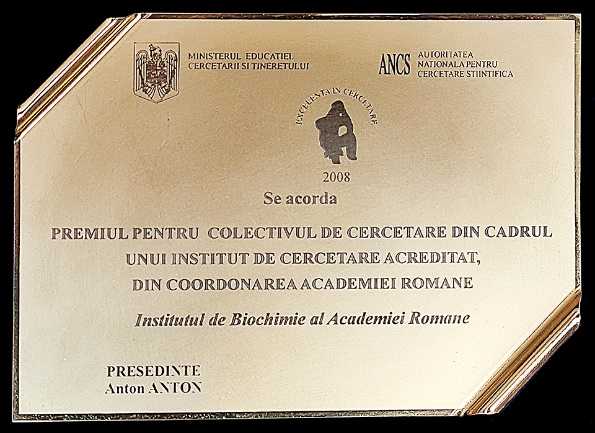 MINISTERUL EDUCATIEI,
CERCETARII SI TINERETULUI
ANCS
AUTORITATEA
NATIONALA PENTRU
CERCETARE STIINTIFICA
EXCELENTA IN CERCETARE
2008
Se acorda
PREMIUL PENTRU COLECTIVUL DE CERCETARE DIN CADRUL
UNUI INSTITUT DE CERCETARE ACREDITAT,
DIN COORDONAREA ACADEMIEI ROMANE
Institutul de Biochimie al Academiei Romane
PRESEDINTE
Anton ANTON